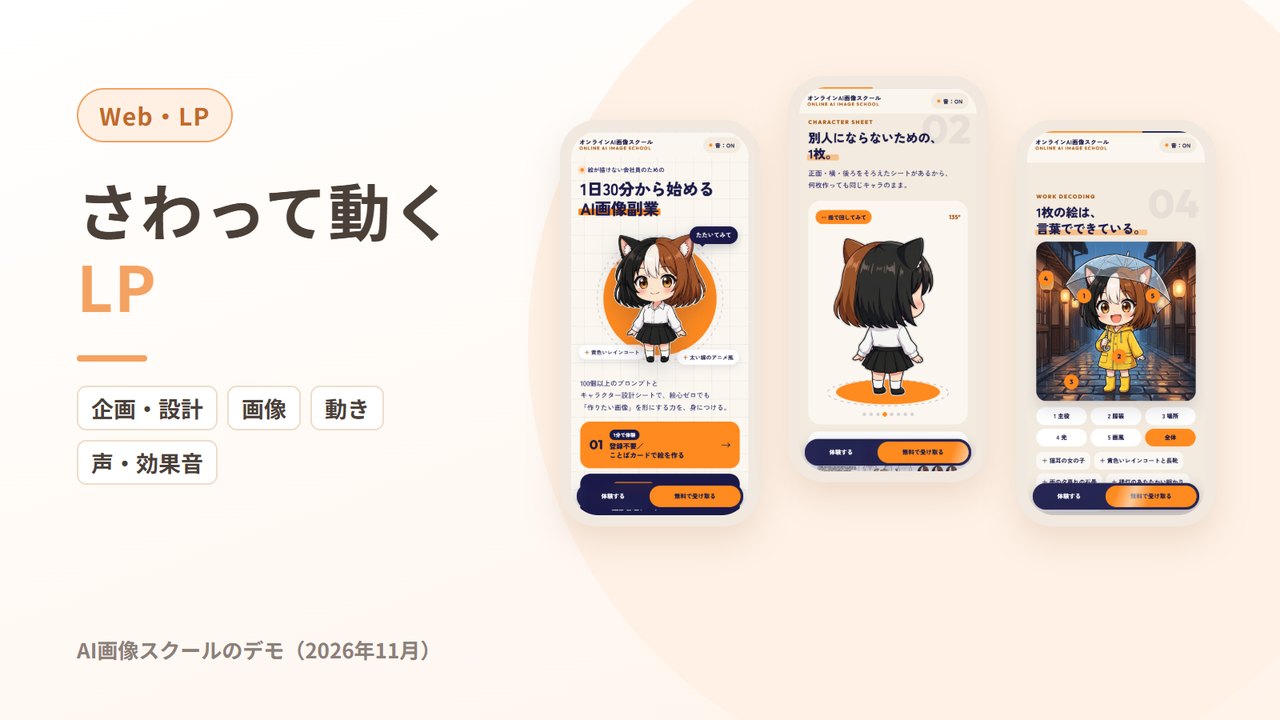 Web・LP
さわって動く
LP
企画・設計
画像
動き
声・効果音
AI画像スクールのデモ（2026年11月）
オンラインAI画像スクール
ONLINE AI IMAGE SCHOOL
音：ON
絵が描けない会社員のための
1日30分から始める
AI画像副業
たたいてみて
＋ 黄色いレインコート
＋ 太い線のアニメ風
100個以上のプロンプトと
キャラクター設計シートで、絵心ゼロでも
「作りたい画像」を形にする力を、身につける。
01
1分で体験
登録不要／
ことばカードで絵を作る
→
体験する
無料で受け取る
オンラインAI画像スクール
ONLINE AI IMAGE SCHOOL
音：ON
02
CHARACTER SHEET
別人にならないための、
1枚。
正面・横・後ろをそろえたシートがあるから、
何枚作っても同じキャラのまま。
指で回してみて
135°
体験する
無料で受け取る
オンラインAI画像スクール
ONLINE AI IMAGE SCHOOL
音：ON
04
WORK DECODING
1枚の絵は、
言葉でできている。
4
1
5
2
3
1 主役
2 服装
3 場所
4 光
5 画風
全体
＋ 猫耳の女の子
＋ 黄色いレインコートと長靴
体験する
無料で受け取る